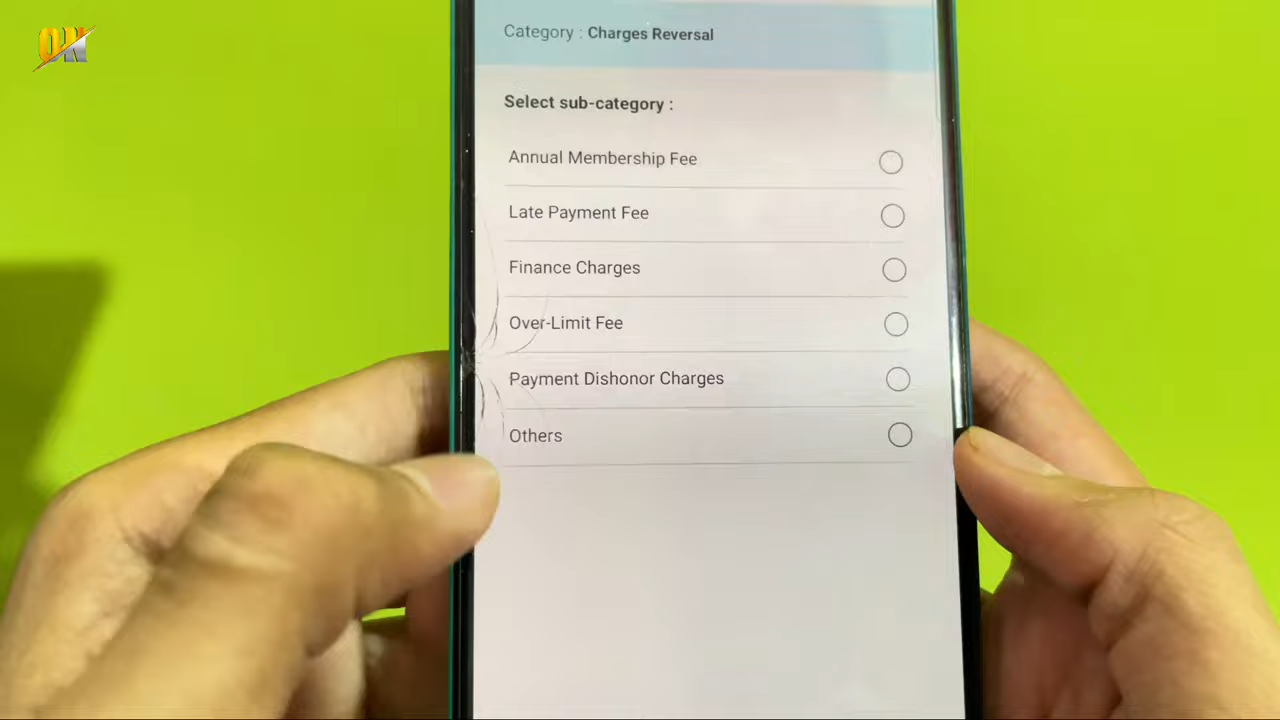 ON
Category : Charges Reversal
Select sub-category :
Annual Membership Fee
Late Payment Fee
Finance Charges
Over-Limit Fee
Payment Dishonor Charges
Others